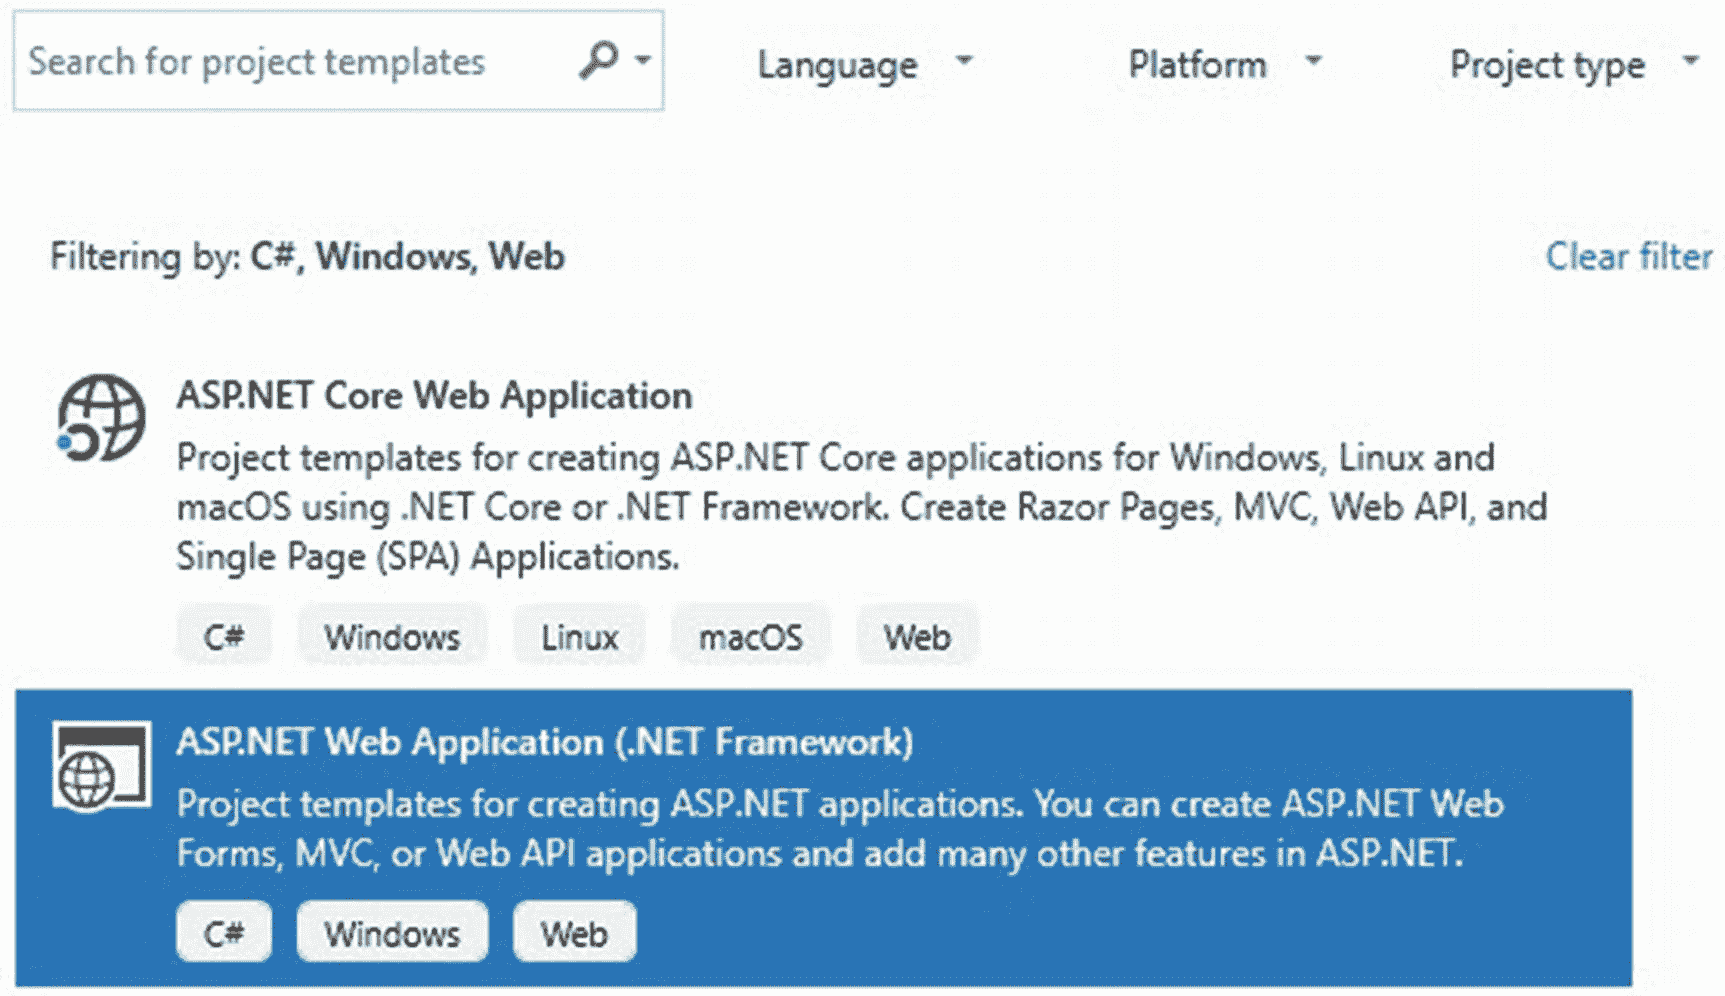 Search for project templates
Language
Platform
Project type
Filtering by: C#, Windows, Web
Clear filter
ASP.NET Core Web Application
Project templates for creating ASP.NET Core applications for Windows, Linux and
macOS using .NET Core or .NET Framework. Create Razor Pages, MVC, Web API, and
Single Page (SPA) Applications.
C#
Windows
Linux
macOS
Web
ASP.NET Web Application (.NET Framework)
Project templates for creating ASP.NET applications. You can create ASP.NET Web
Forms, MVC, or Web API applications and add many other features in ASP.NET.
C#
Windows
Web